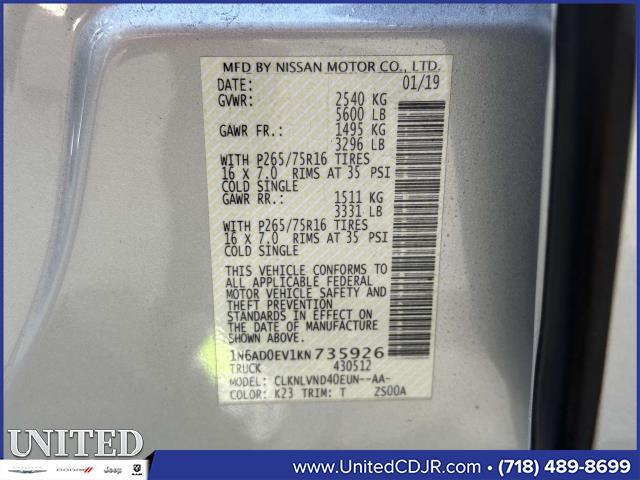 MFD BY NISSAN MOTOR CO., LTD.
DATE: 01/19
GVWR: 2540 KG
5600 LB
GAWR FR.: 1495 KG
3296 LB
WITH P265/75R16 TIRES
16 X 7.0 RIMS AT 35 PSI
COLD SINGLE
GAWR RR.: 1511 KG
3331 LB
WITH P265/75R16 TIRES
16 X 7.0 RIMS AT 35 PSI
COLD SINGLE
THIS VEHICLE CONFORMS TO
ALL APPLICABLE FEDERAL
MOTOR VEHICLE SAFETY AND
THEFT PREVENTION
STANDARDS IN EFFECT ON
THE DATE OF MANUFACTURE
SHOWN ABOVE.
1N6AD0EV1KN735926
TRUCK 430512
MODEL: CLKNLVND40EUN--AA-
COLOR: K23 TRIM: T ZS00A
UNITED
DODGE Jeep RAM
www.UnitedCDJR.com (718) 489-8699